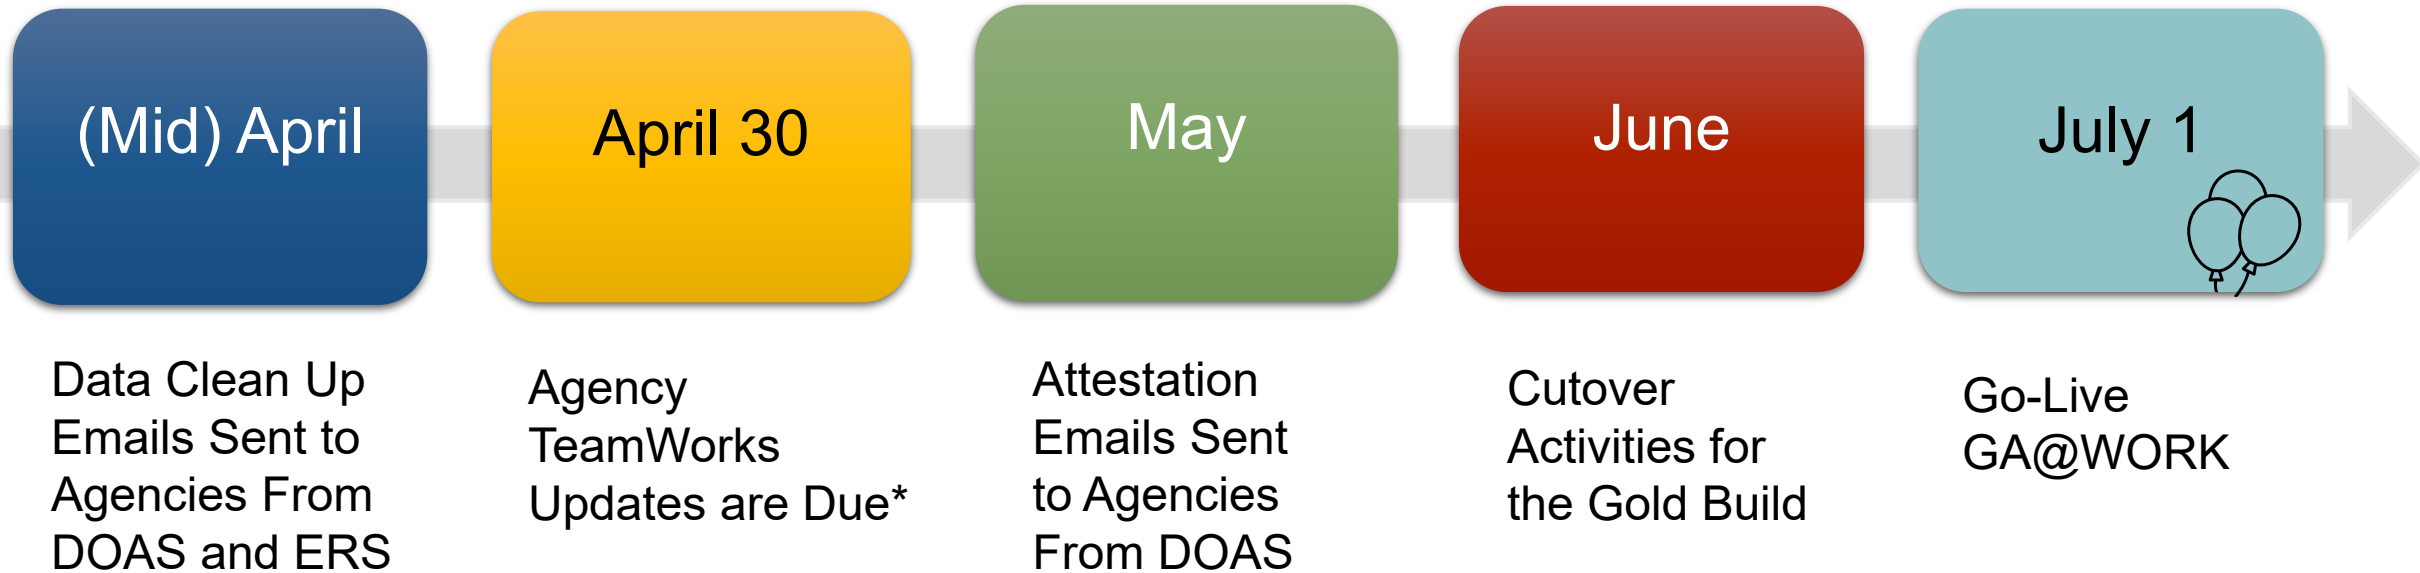 (Mid) April
April 30
May
June
July 1
Data Clean Up
Emails Sent to
Agencies From
DOAS and ERS
Agency
TeamWorks
Updates are Due*
Attestation
Emails Sent
to Agencies
From DOAS
Cutover
Activities for
the Gold Build
Go-Live
GA@WORK